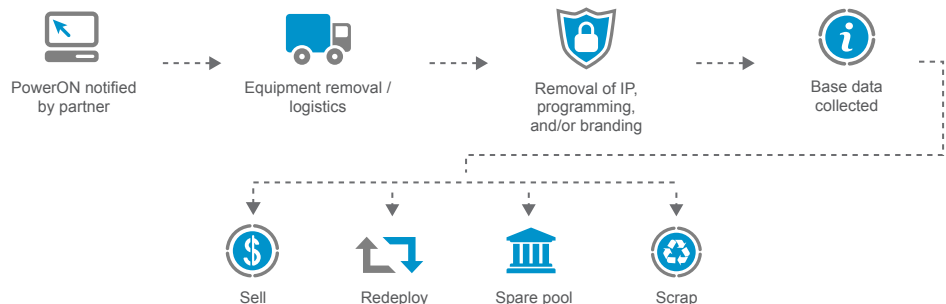 PowerON notified
by partner
Equipment removal /
logistics
Removal of IP,
programming,
and/or branding
Base data
collected
Sell
Redeploy
Spare pool
Scrap